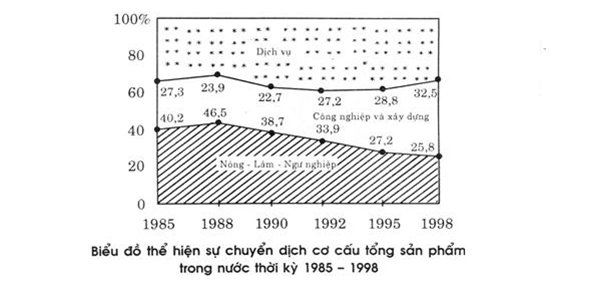 100%
Dịch vụ
80
60
27,3 23,9 22,7 27,2 28,8 32,5
Công nghiệp và xây dựng
40
40,2 46,5 38,7 33,9 27,2 25,8
20
Nông - Lâm - Ngư nghiệp
0
1985 1988 1990 1992 1995 1998
Biểu đồ thể hiện sự chuyển dịch cơ cấu tổng sản phẩm
trong nước thời kỳ 1985 – 1998